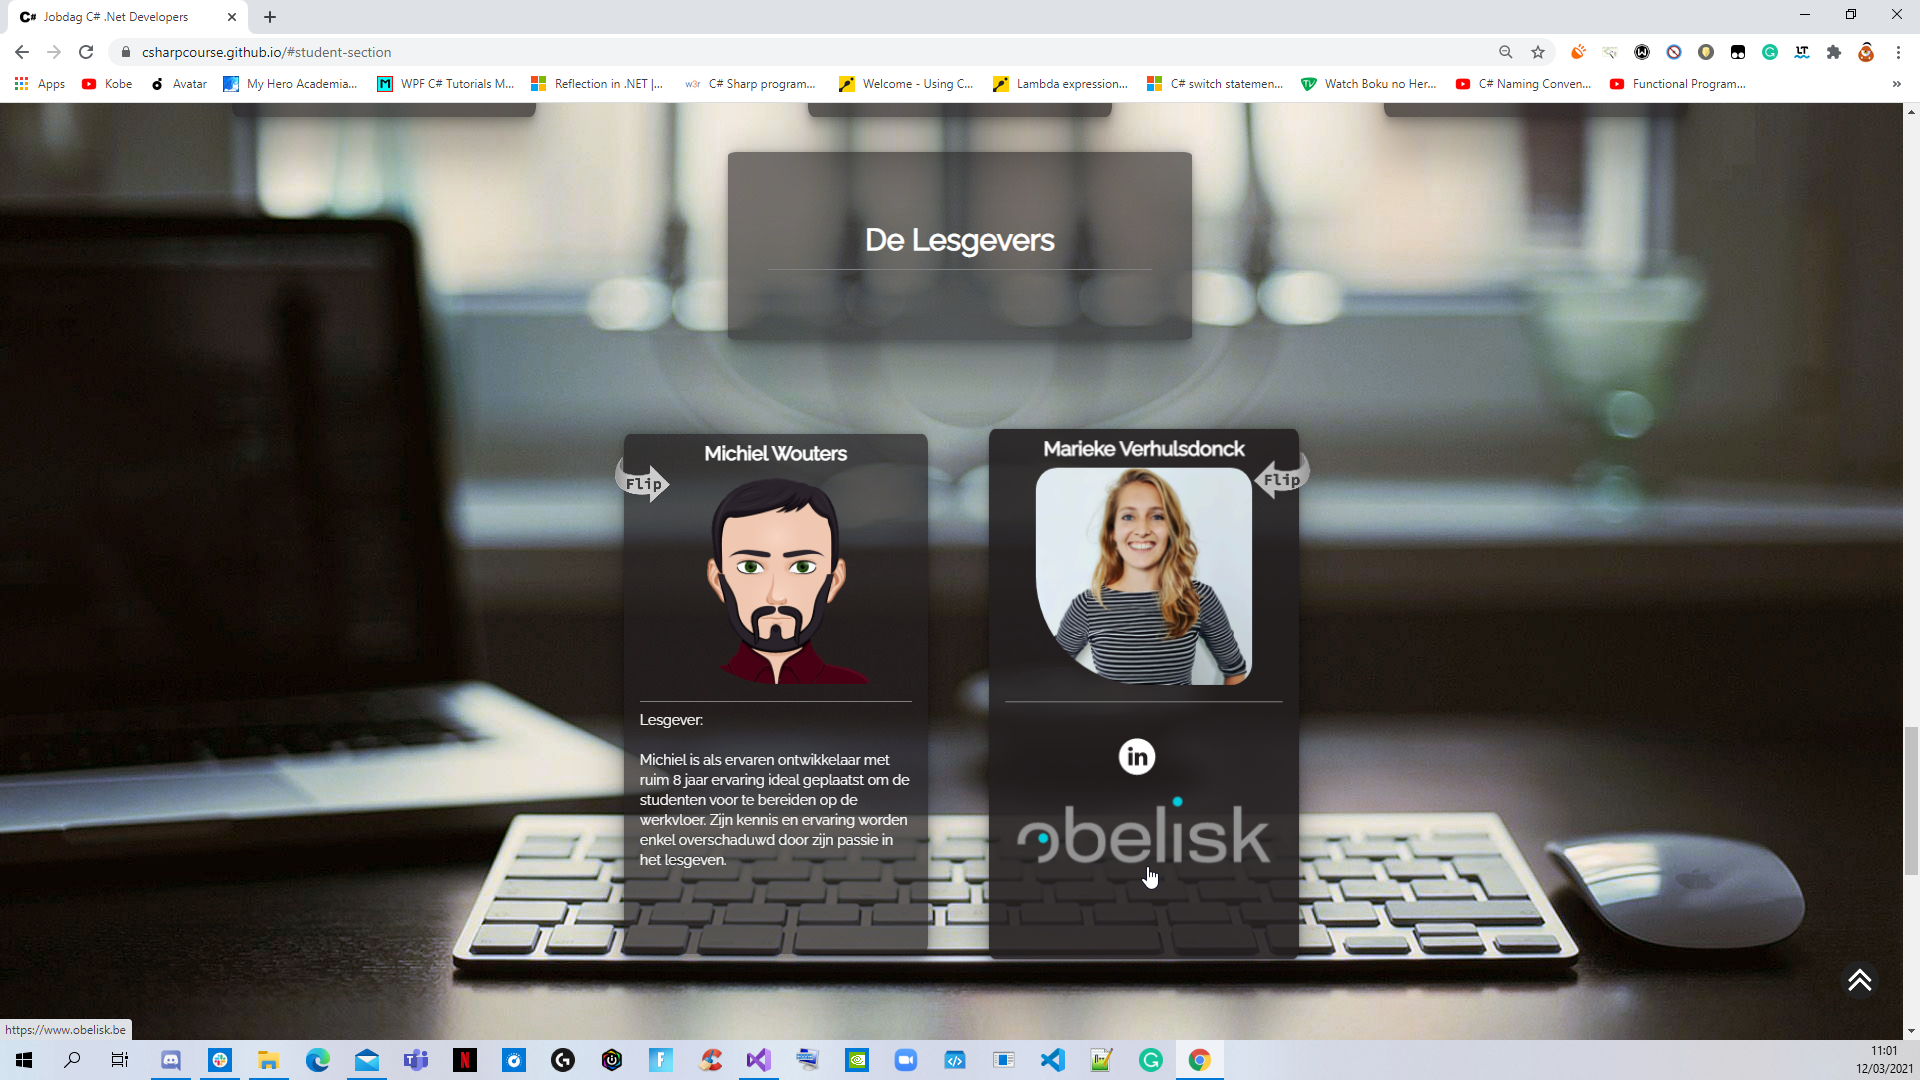 C# Jobdag C# .Net Developers
csharpcourse.github.io/#student-section
Apps Kobe Avatar My Hero Academia... WPF C# Tutorials M... Reflection in .NET |... w3r C# Sharp program... Welcome - Using C... Lambda expression... C# switch statemen... Watch Boku no Her... C# Naming Conven... Functional Program... »
De Lesgevers
Michiel Wouters
Flip
Lesgever:
Michiel is als ervaren ontwikkelaar met
ruim 8 jaar ervaring ideal geplaatst om de
studenten voor te bereiden op de
werkvloer. Zijn kennis en ervaring worden
enkel overschaduwd door zijn passie in
het lesgeven.
Marieke Verhulsdonck
Flip
in
obelisk
https://www.obelisk.be
11:01
12/03/2021